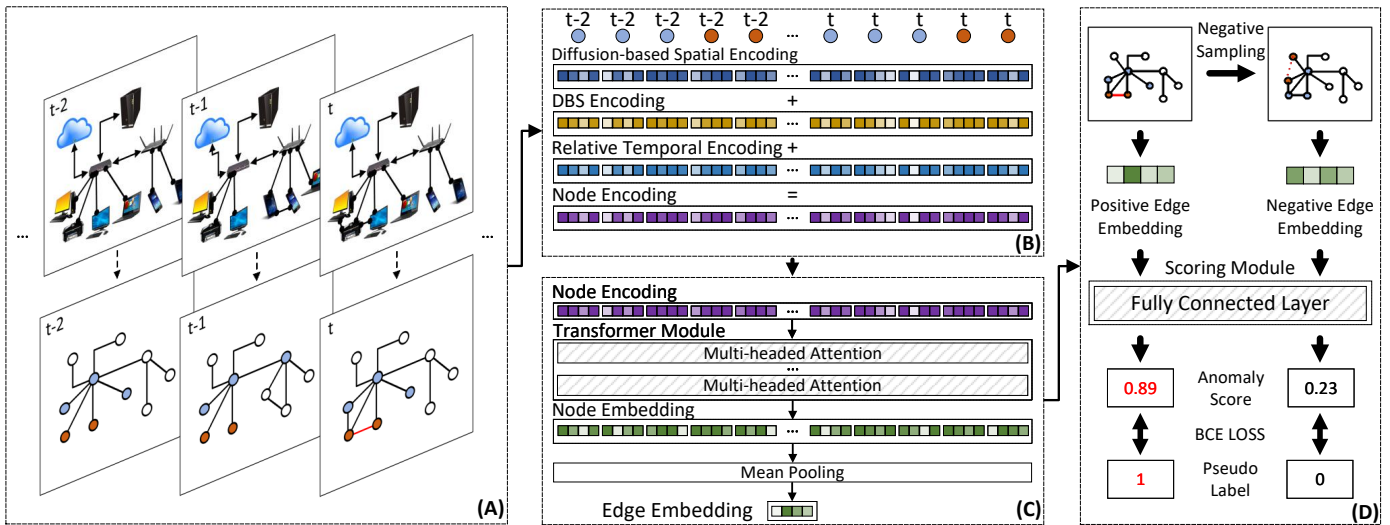 t-2
t-1
t
...
...
t-2
t-1
t
(A)
t-2 t-2 t-2 t-2 t-2 ... t t t t t
Diffusion-based Spatial Encoding
...
DBS Encoding +
...
Relative Temporal Encoding +
...
Node Encoding =
...
(B)
Node Encoding
...
Transformer Module
Multi-headed Attention
...
Multi-headed Attention
Node Embedding
...
Mean Pooling
Edge Embedding
(C)
Negative
Sampling
Positive Edge
Embedding
Negative Edge
Embedding
Scoring Module
Fully Connected Layer
0.89
Anomaly
Score
0.23
BCE LOSS
1
Pseudo
Label
0
(D)